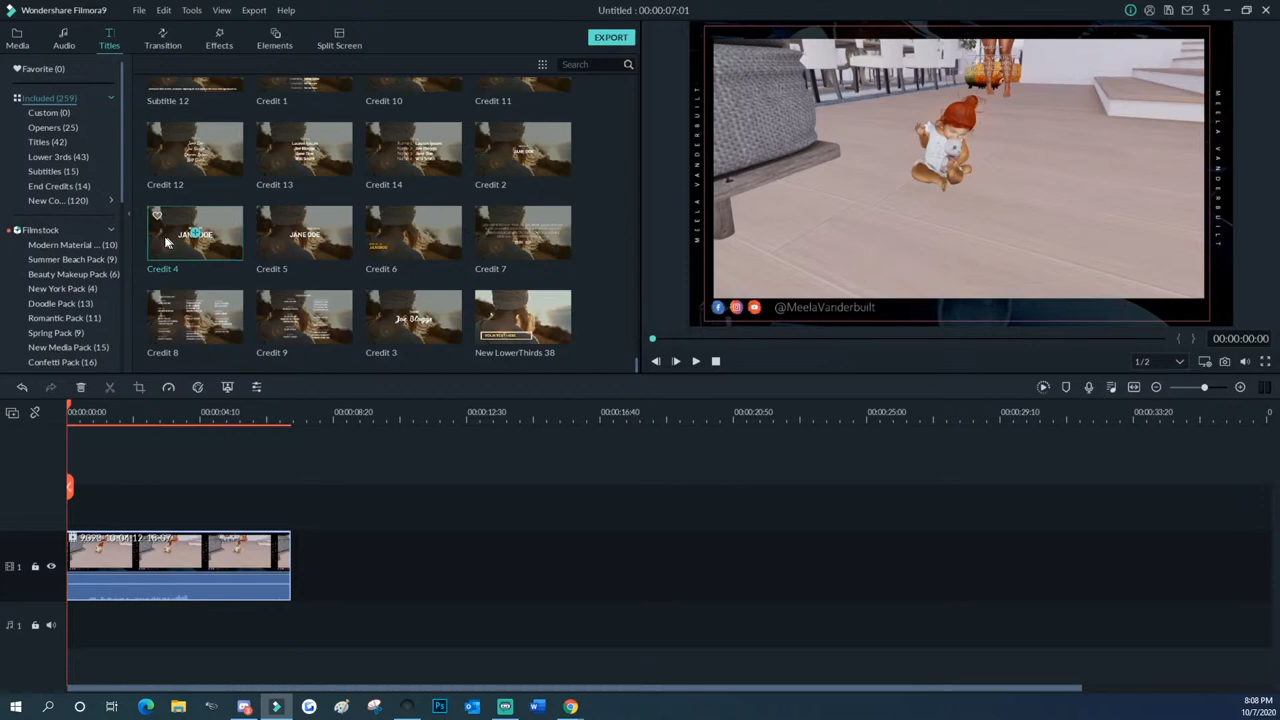 Wondershare Filmora9 File Edit Tools View Export Help Untitled : 00:00:07:01
Media Audio Titles Transition Effects Elements Split Screen EXPORT
Favorite (0)
Search
Included (259)
Custom (0)
Openers (25)
Titles (42)
Lower 3rds (43)
Subtitles (15)
End Credits (14)
New Co... (120)
Filmstock
Modern Material ... (10)
Summer Beach Pack (9)
Beauty Makeup Pack (6)
New York Pack (4)
Doodle Pack (13)
Romantic Pack (11)
Spring Pack (9)
New Media Pack (15)
Confetti Pack (16)
Subtitle 12 Credit 1 Credit 10 Credit 11
Credit 12 Credit 13 Credit 14 Credit 2
JANE DOE
Credit 4 Credit 5 Credit 6 Credit 7
Joe Bloggs
Credit 8 Credit 9 Credit 3 New LowerThirds 38
MEELA VANDERBUILT
MEELA VANDERBUILT
@MeelaVanderbuilt
00:00:00:00
1/2
00:00:00:00 00:00:04:10 00:00:08:20 00:00:12:30 00:00:16:40 00:00:20:50 00:00:25:00 00:00:29:10 00:00:33:20 0
1
1
8:08 PM
10/7/2020